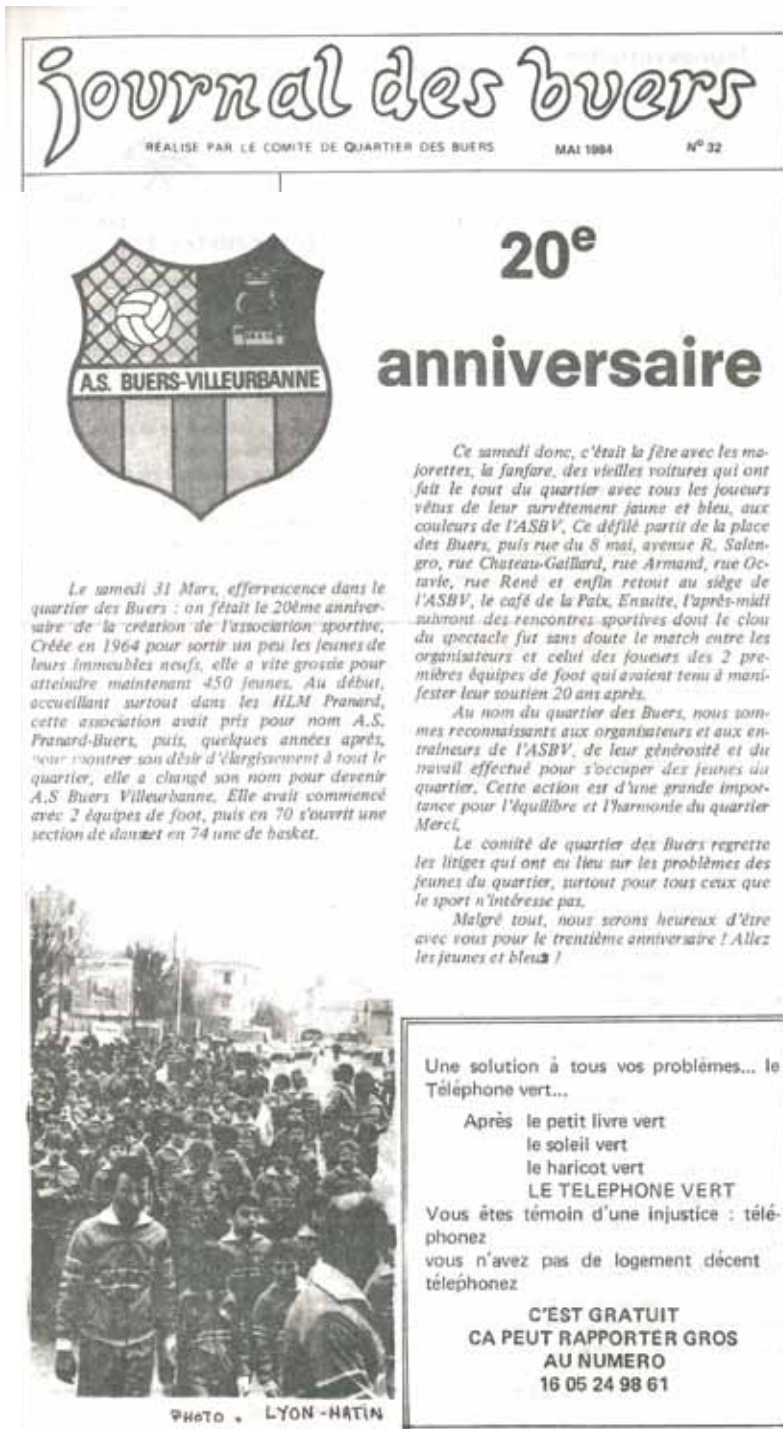 journal des buers
RÉALISÉ PAR LE COMITE DE QUARTIER DES BUERS MAI 1984 N° 32
20e
anniversaire
A.S. BUERS-VILLEURBANNE
Le samedi 31 Mars, effervescence dans le
quartier des Buers : on fêtait le 20ème anniver-
saire de la création de l'association sportive,
Créée en 1964 pour sortir un peu les jeunes de
leurs immeubles neufs, elle a vite grossie pour
atteindre maintenant 450 jeunes. Au début,
accueillant surtout dans les HLM Pranard,
cette association avait pris pour nom A.S.
Pranard-Buers, puis, quelques années après,
pour montrer son désir d'élargissement à tout le
quartier, elle a changé son nom pour devenir
A.S Buers Villeurbanne. Elle avait commencé
avec 2 équipes de foot, puis en 70 s'ouvrit une
section de danse et en 74 une de basket.
Ce samedi donc, c'était la fête avec les ma-
jorettes, la fanfare, des vieilles voitures qui ont
fait le tout du quartier avec tous les joueurs
vêtus de leur survêtement jaune et bleu, aux
couleurs de l'ASBV, Ce défilé partit de la place
des Buers, puis rue du 8 mai, avenue R. Salen-
gro, rue Chateau-Gaillard, rue Armand, rue Oc-
tavie, rue René et enfin retout au siège de
l'ASBV, le café de la Paix. Ensuite, l'après-midi
suivront des rencontres sportives dont le clou
du spectacle fut sans doute le match entre les
organisateurs et celui des joueurs des 2 pre-
mières équipes de foot qui avaient tenu à mani-
fester leur soutien 20 ans après.
Au nom du quartier des Buers, nous som-
mes reconnaissants aux organisateurs et aux en-
traineurs de l'ASBV, de leur générosité et du
travail effectué pour s'occuper des jeunes du
quartier. Cette action est d'une grande impor-
tance pour l'équilibre et l'harmonie du quartier
Merci.
Le comité de quartier des Buers regrette
les litiges qui ont eu lieu sur les problèmes des
jeunes du quartier, surtout pour tous ceux que
le sport n'intéresse pas.
Malgré tout, nous serons heureux d'être
avec vous pour le trentième anniversaire ! Allez
les jeunes et bleus !
PHOTO . LYON-MATIN
Une solution à tous vos problèmes... le
Téléphone vert...
Après le petit livre vert
le soleil vert
le haricot vert
LE TELEPHONE VERT
Vous êtes témoin d'une injustice : télé-
phonez
vous n'avez pas de logement décent
télephonez
C'EST GRATUIT
CA PEUT RAPPORTER GROS
AU NUMERO
16 05 24 98 61